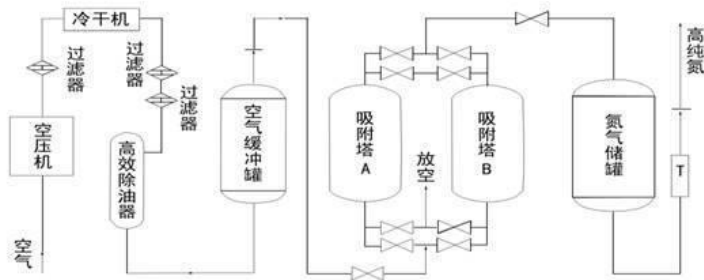 冷干机
过滤器
过滤器
过滤器
空压机
空气
高效除油器
空气缓冲罐
吸附塔A
放空
吸附塔B
氮气储罐
高纯氮
T